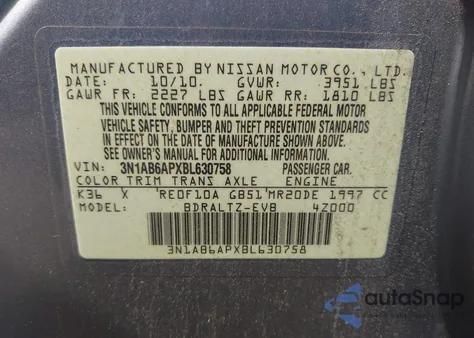 MANUFACTURED BY NISSAN MOTOR CO., LTD.
DATE: 10/10. GVWR: 3951 LBS
GAWR FR: 2227 LBS GAWR RR: 1810 LBS
THIS VEHICLE CONFORMS TO ALL APPLICABLE FEDERAL MOTOR
VEHICLE SAFETY, BUMPER AND THEFT PREVENTION STANDARDS
IN EFFECT ON THE DATE OF MANUFACTURE SHOWN ABOVE.
SEE OWNER'S MANUAL FOR ADDITIONAL INFORMATION.
VIN: 3N1AB6APXBL630758 PASSENGER CAR.
COLOR TRIM TRANS AXLE ENGINE
K36 X 'RE0F10A GB51'MR20DE 1997 CC
MODEL: BDRALTZ-EVB 4Z000
3N1AB6APXBL630758
autoSnap